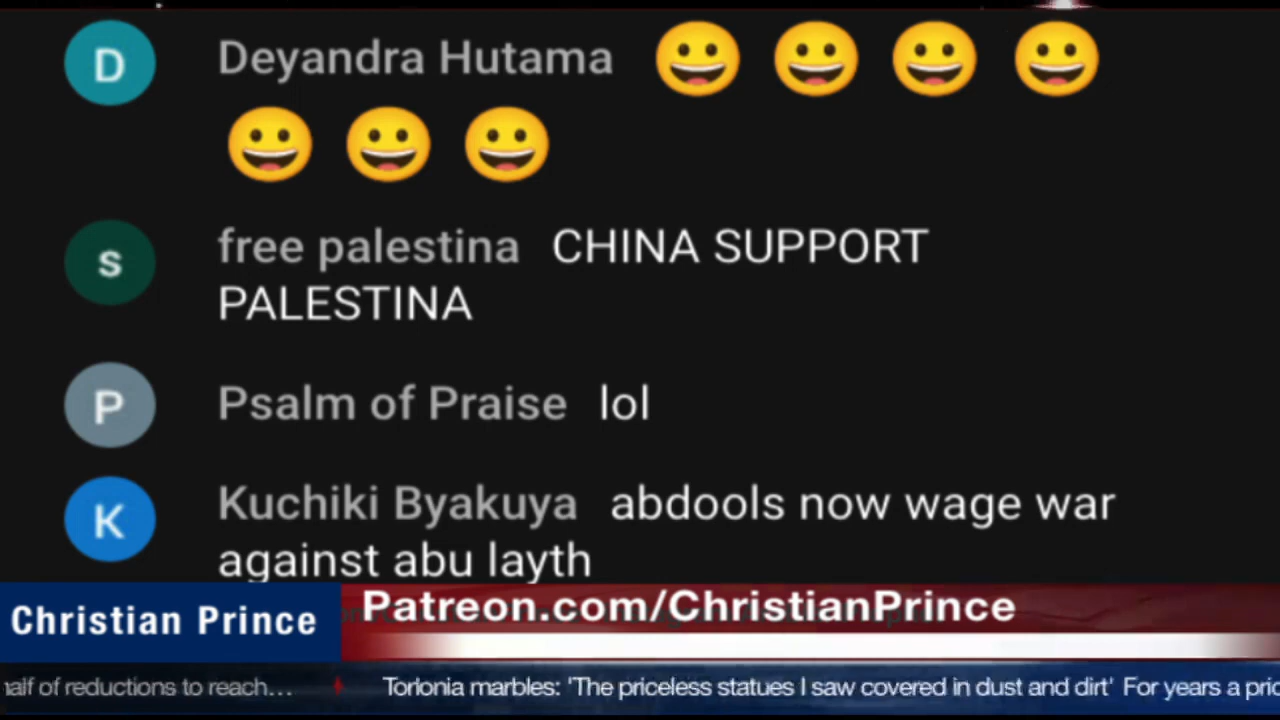 D
Deyandra Hutama 😀 😀 😀 😀
😀 😀 😀
s
free palestina CHINA SUPPORT
PALESTINA
P
Psalm of Praise lol
K
Kuchiki Byakuya abdools now wage war
against abu layth
Christian Prince
Patreon.com/ChristianPrince
half of reductions to reach... Torlonia marbles: 'The priceless statues I saw covered in dust and dirt' For years a